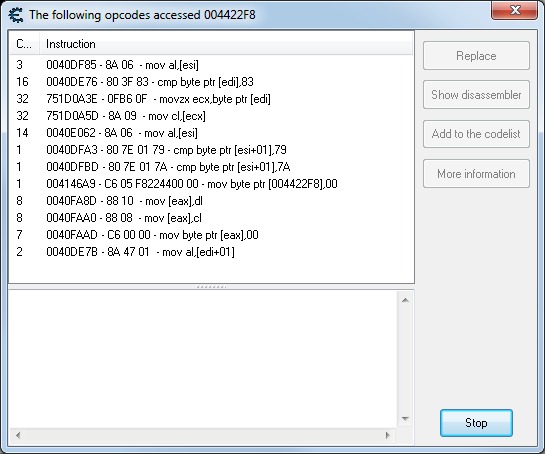 The following opcodes accessed 004422F8
C... Instruction
3 0040DF85 - 8A 06 - mov al,[esi]
16 0040DE76 - 80 3F 83 - cmp byte ptr [edi],83
32 751D0A3E - 0FB6 0F - movzx ecx,byte ptr [edi]
32 751D0A5D - 8A 09 - mov cl,[ecx]
14 0040E062 - 8A 06 - mov al,[esi]
1 0040DFA3 - 80 7E 01 79 - cmp byte ptr [esi+01],79
1 0040DFBD - 80 7E 01 7A - cmp byte ptr [esi+01],7A
1 004146A9 - C6 05 F8224400 00 - mov byte ptr [004422F8],00
8 0040FA8D - 88 10 - mov [eax],dl
8 0040FAA0 - 88 08 - mov [eax],cl
7 0040FAAD - C6 00 00 - mov byte ptr [eax],00
2 0040DE7B - 8A 47 01 - mov al,[edi+01]
Replace
Show disassembler
Add to the codelist
More information
Stop